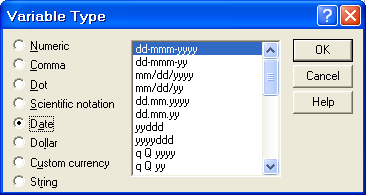 Variable Type
Numeric
Comma
Dot
Scientific notation
Date
Dollar
Custom currency
String
dd-mmm-yyyy
dd-mmm-yy
mm/dd/yyyy
mm/dd/yy
dd.mm.yyyy
dd.mm.yy
yyddd
yyyyddd
q Q yyyy
q Q yy
OK
Cancel
Help